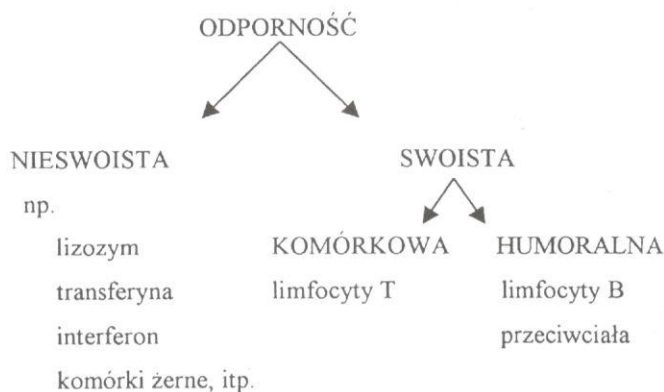 ODPORNOŚĆ
NIESWOISTA SWOISTA
np.
lizozym KOMÓRKOWA HUMORALNA
transferyna limfocyty T limfocyty B
interferon przeciwciała
komórki żerne, itp.